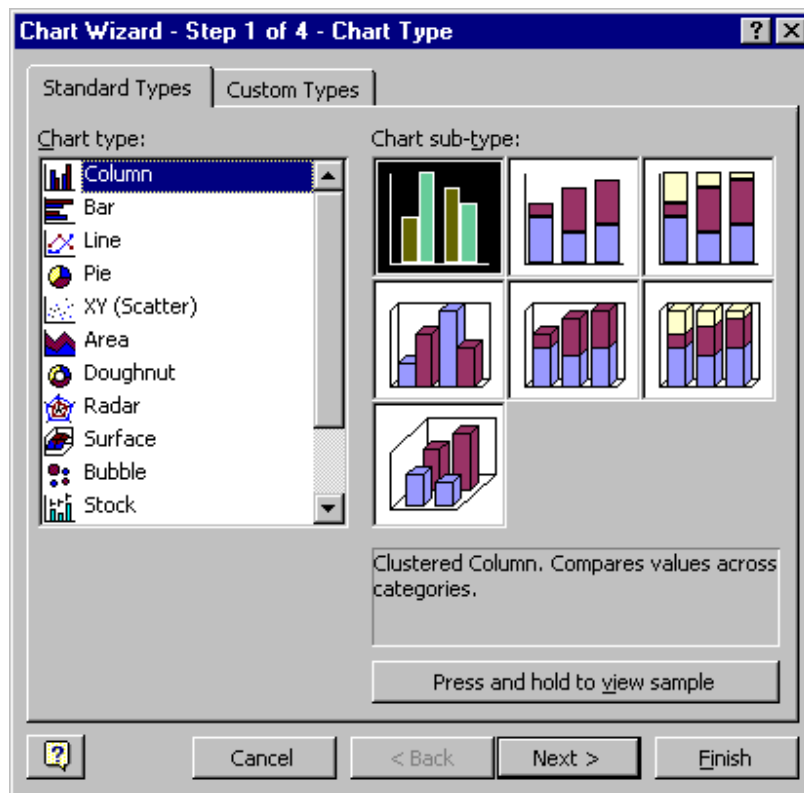 Chart Wizard - Step 1 of 4 - Chart Type
Standard Types
Custom Types
Chart type:
Column
Bar
Line
Pie
XY (Scatter)
Area
Doughnut
Radar
Surface
Bubble
Stock
Chart sub-type:
Clustered Column. Compares values across
categories.
Press and hold to view sample
Cancel
< Back
Next >
Finish